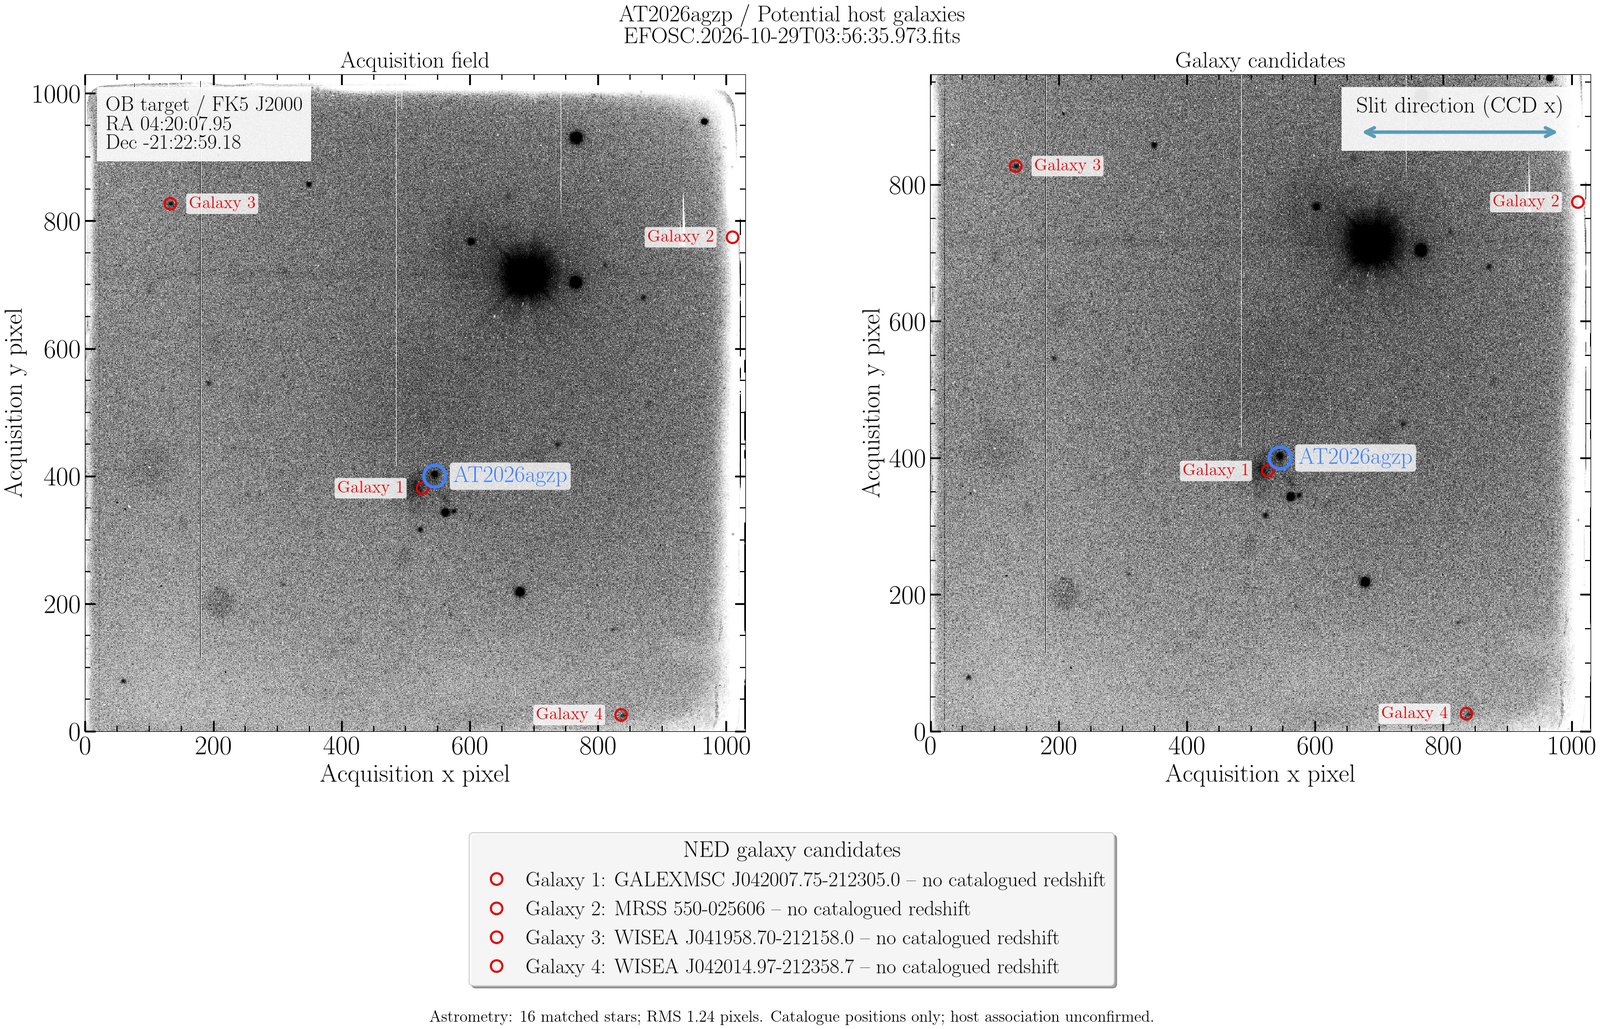 AT2026agzp / Potential host galaxies
EFOSC.2026-10-29T03:56:35.973.fits
Acquisition field
OB target / FK5 J2000
RA 04:20:07.95
Dec -21:22:59.18
Galaxy 3
Galaxy 2
Galaxy 1
AT2026agzp
Galaxy 4
1000
800
600
400
200
0
0 200 400 600 800 1000
Acquisition x pixel
Acquisition y pixel
Galaxy candidates
Slit direction (CCD x)
Galaxy 3
Galaxy 2
Galaxy 1
AT2026agzp
Galaxy 4
800
600
400
200
0
0 200 400 600 800 1000
Acquisition x pixel
Acquisition y pixel
NED galaxy candidates
Galaxy 1: GALEXMSC J042007.75-212305.0 – no catalogued redshift
Galaxy 2: MRSS 550-025606 – no catalogued redshift
Galaxy 3: WISEA J041958.70-212158.0 – no catalogued redshift
Galaxy 4: WISEA J042014.97-212358.7 – no catalogued redshift
Astrometry: 16 matched stars; RMS 1.24 pixels. Catalogue positions only; host association unconfirmed.